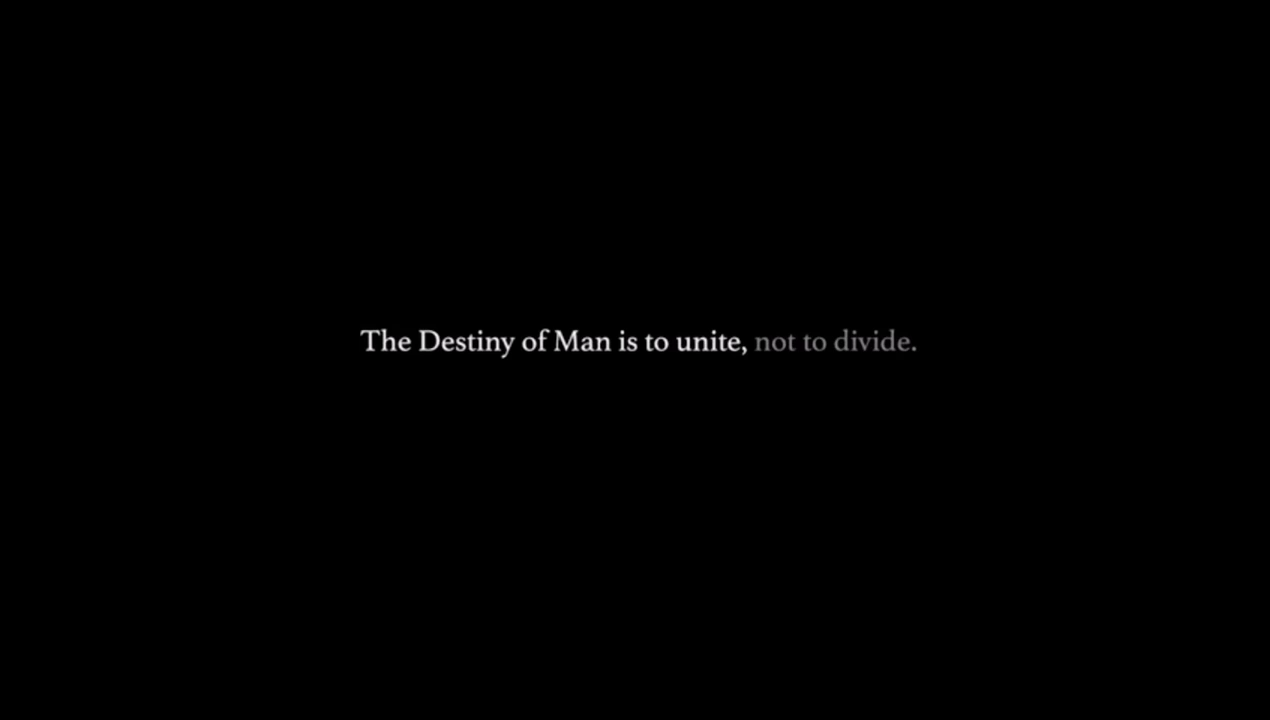 The Destiny of Man is to unite, not to divide.